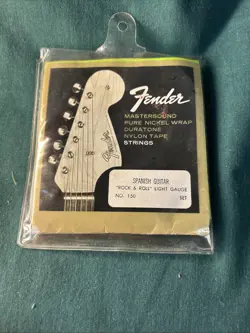 Fender
MASTERSOUND
PURE NICKEL WRAP
DURATONE
NYLON TAPE
STRINGS
SPANISH GUITAR
"ROCK & ROLL" LIGHT GAUGE
NO. 150 SET